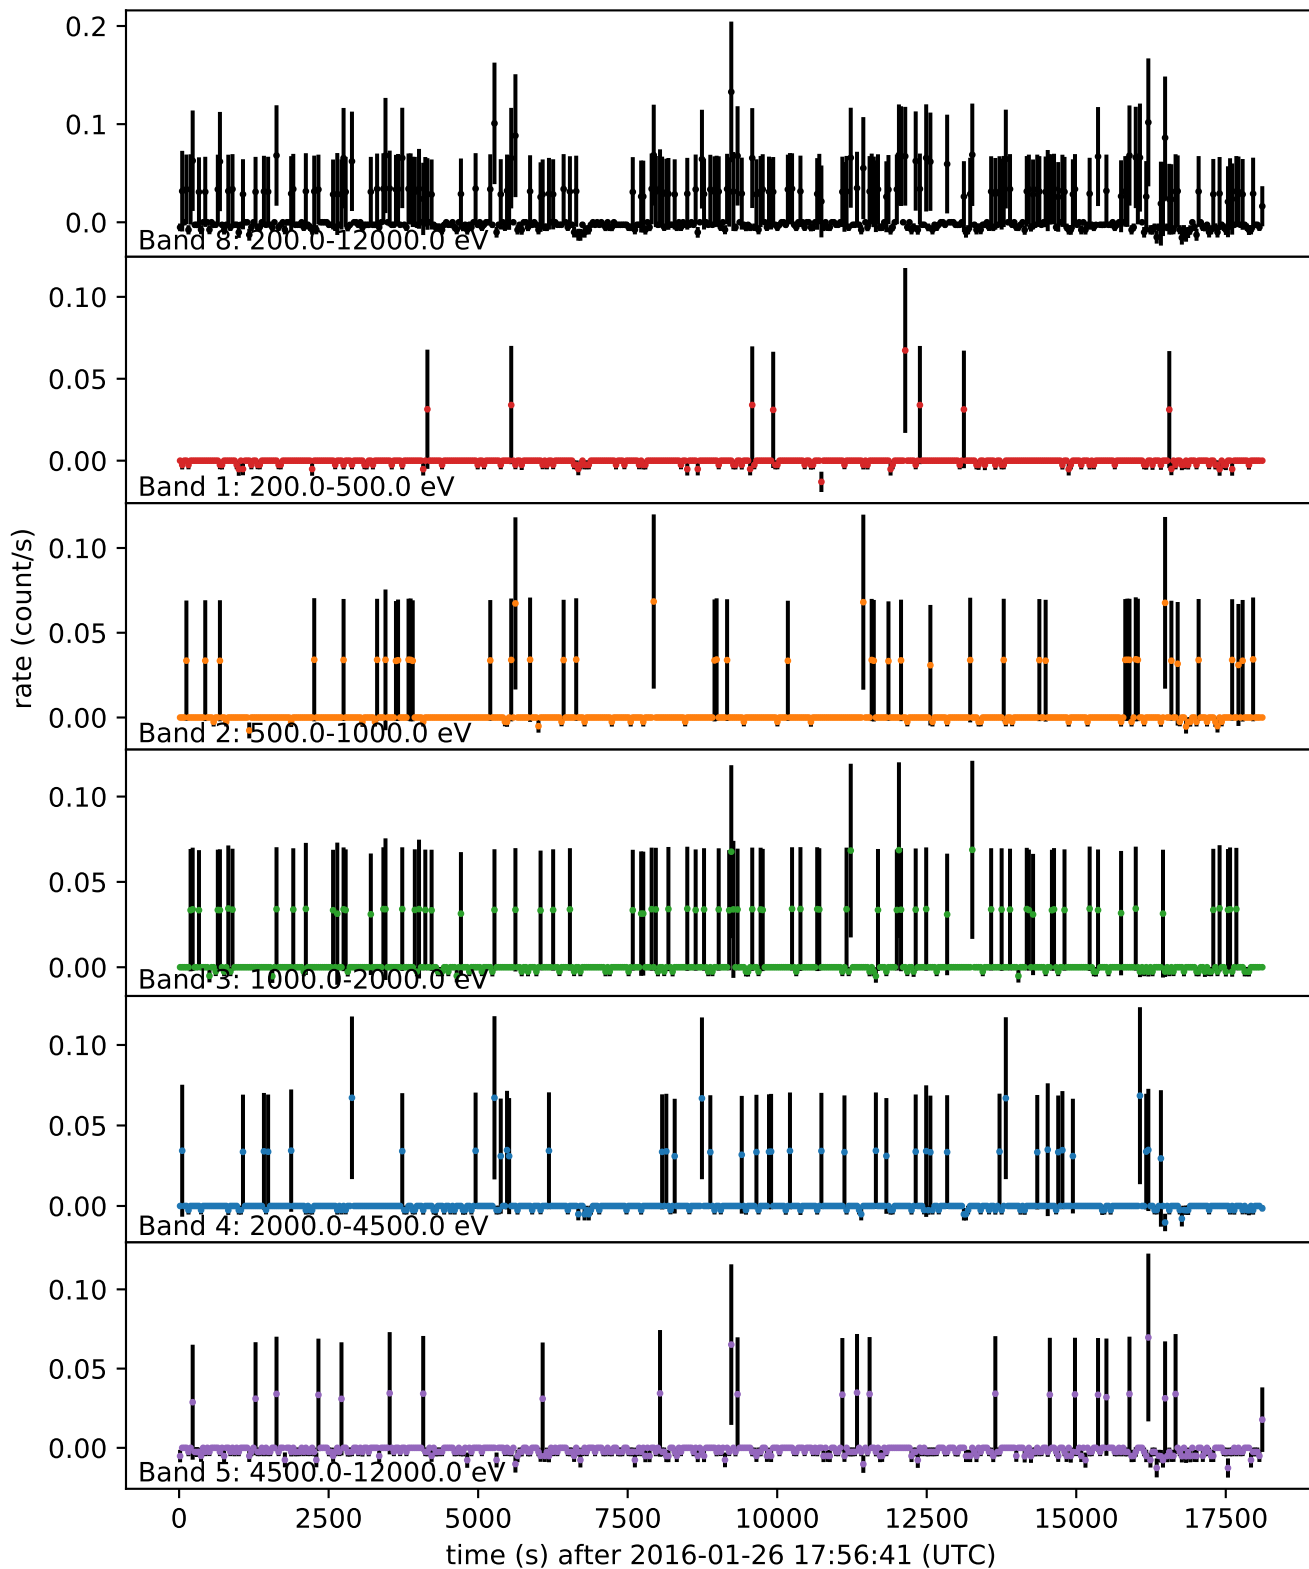 0.2
0.1
0.0
Band 8: 200.0-12000.0 eV
0.10
0.05
0.00
Band 1: 200.0-500.0 eV
0.10
0.05
0.00
Band 2: 500.0-1000.0 eV
rate (count/s)
0.10
0.05
0.00
Band 3: 1000.0-2000.0 eV
0.10
0.05
0.00
Band 4: 2000.0-4500.0 eV
0.10
0.05
0.00
Band 5: 4500.0-12000.0 eV
0 2500 5000 7500 10000 12500 15000 17500
time (s) after 2016-01-26 17:56:41 (UTC)